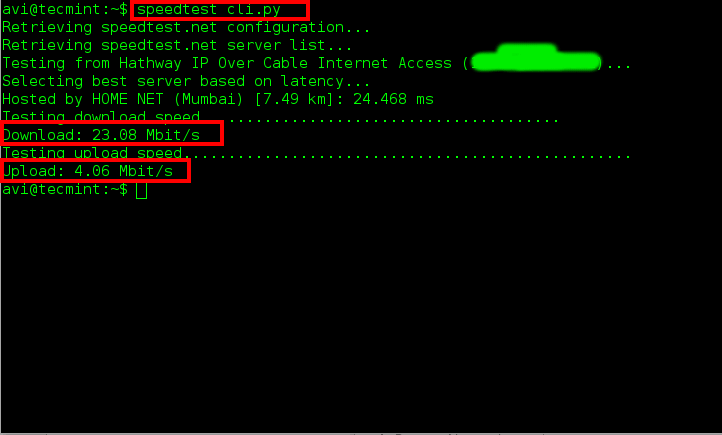 avi@tecmint:~$ speedtest_cli.py
Retrieving speedtest.net configuration...
Retrieving speedtest.net server list...
Testing from Hathway IP Over Cable Internet Access ( )...
Selecting best server based on latency...
Hosted by HOME NET (Mumbai) [7.49 km]: 24.468 ms
Testing download speed........................................
Download: 23.08 Mbit/s
Testing upload speed..................................................
Upload: 4.06 Mbit/s
avi@tecmint:~$